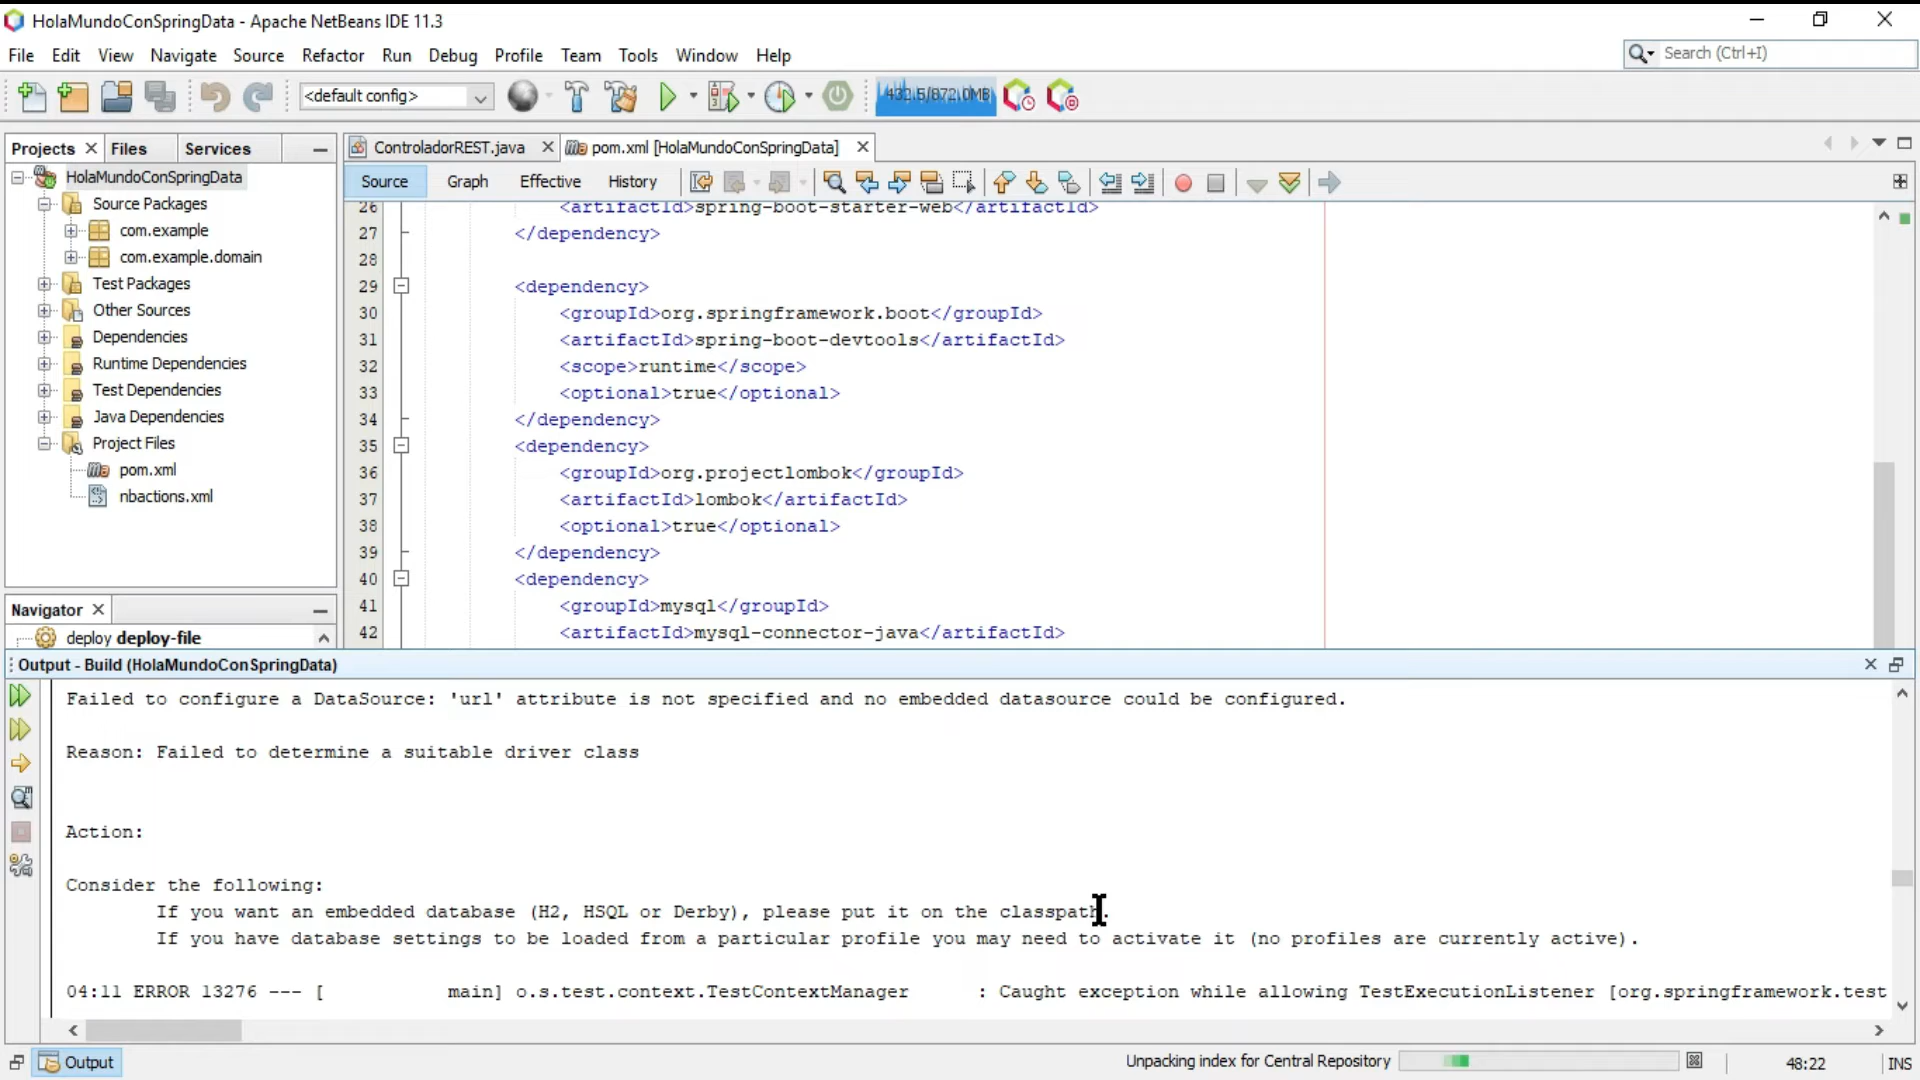 HolaMundoConSpringData - Apache NetBeans IDE 11.3
File Edit View Navigate Source Refactor Run Debug Profile Team Tools Window Help
Search (Ctrl+I)
<default config>
432.5/872.0MB
Projects Files Services
ControladorREST.java
pom.xml [HolaMundoConSpringData]
HolaMundoConSpringData
Source Packages
com.example
com.example.domain
Test Packages
Other Sources
Dependencies
Runtime Dependencies
Test Dependencies
Java Dependencies
Project Files
pom.xml
nbactions.xml
Navigator
deploy deploy-file
Source Graph Effective History
26 <artifactId>spring-boot-starter-web</artifactId>
27 </dependency>
28
29 <dependency>
30 <groupId>org.springframework.boot</groupId>
31 <artifactId>spring-boot-devtools</artifactId>
32 <scope>runtime</scope>
33 <optional>true</optional>
34 </dependency>
35 <dependency>
36 <groupId>org.projectlombok</groupId>
37 <artifactId>lombok</artifactId>
38 <optional>true</optional>
39 </dependency>
40 <dependency>
41 <groupId>mysql</groupId>
42 <artifactId>mysql-connector-java</artifactId>
Output - Build (HolaMundoConSpringData)
Failed to configure a DataSource: 'url' attribute is not specified and no embedded datasource could be configured.
Reason: Failed to determine a suitable driver class
Action:
Consider the following:
If you want an embedded database (H2, HSQL or Derby), please put it on the classpath.
If you have database settings to be loaded from a particular profile you may need to activate it (no profiles are currently active).
04:11 ERROR 13276 --- [ main] o.s.test.context.TestContextManager : Caught exception while allowing TestExecutionListener [org.springframework.test
Output
Unpacking index for Central Repository
48:22
INS